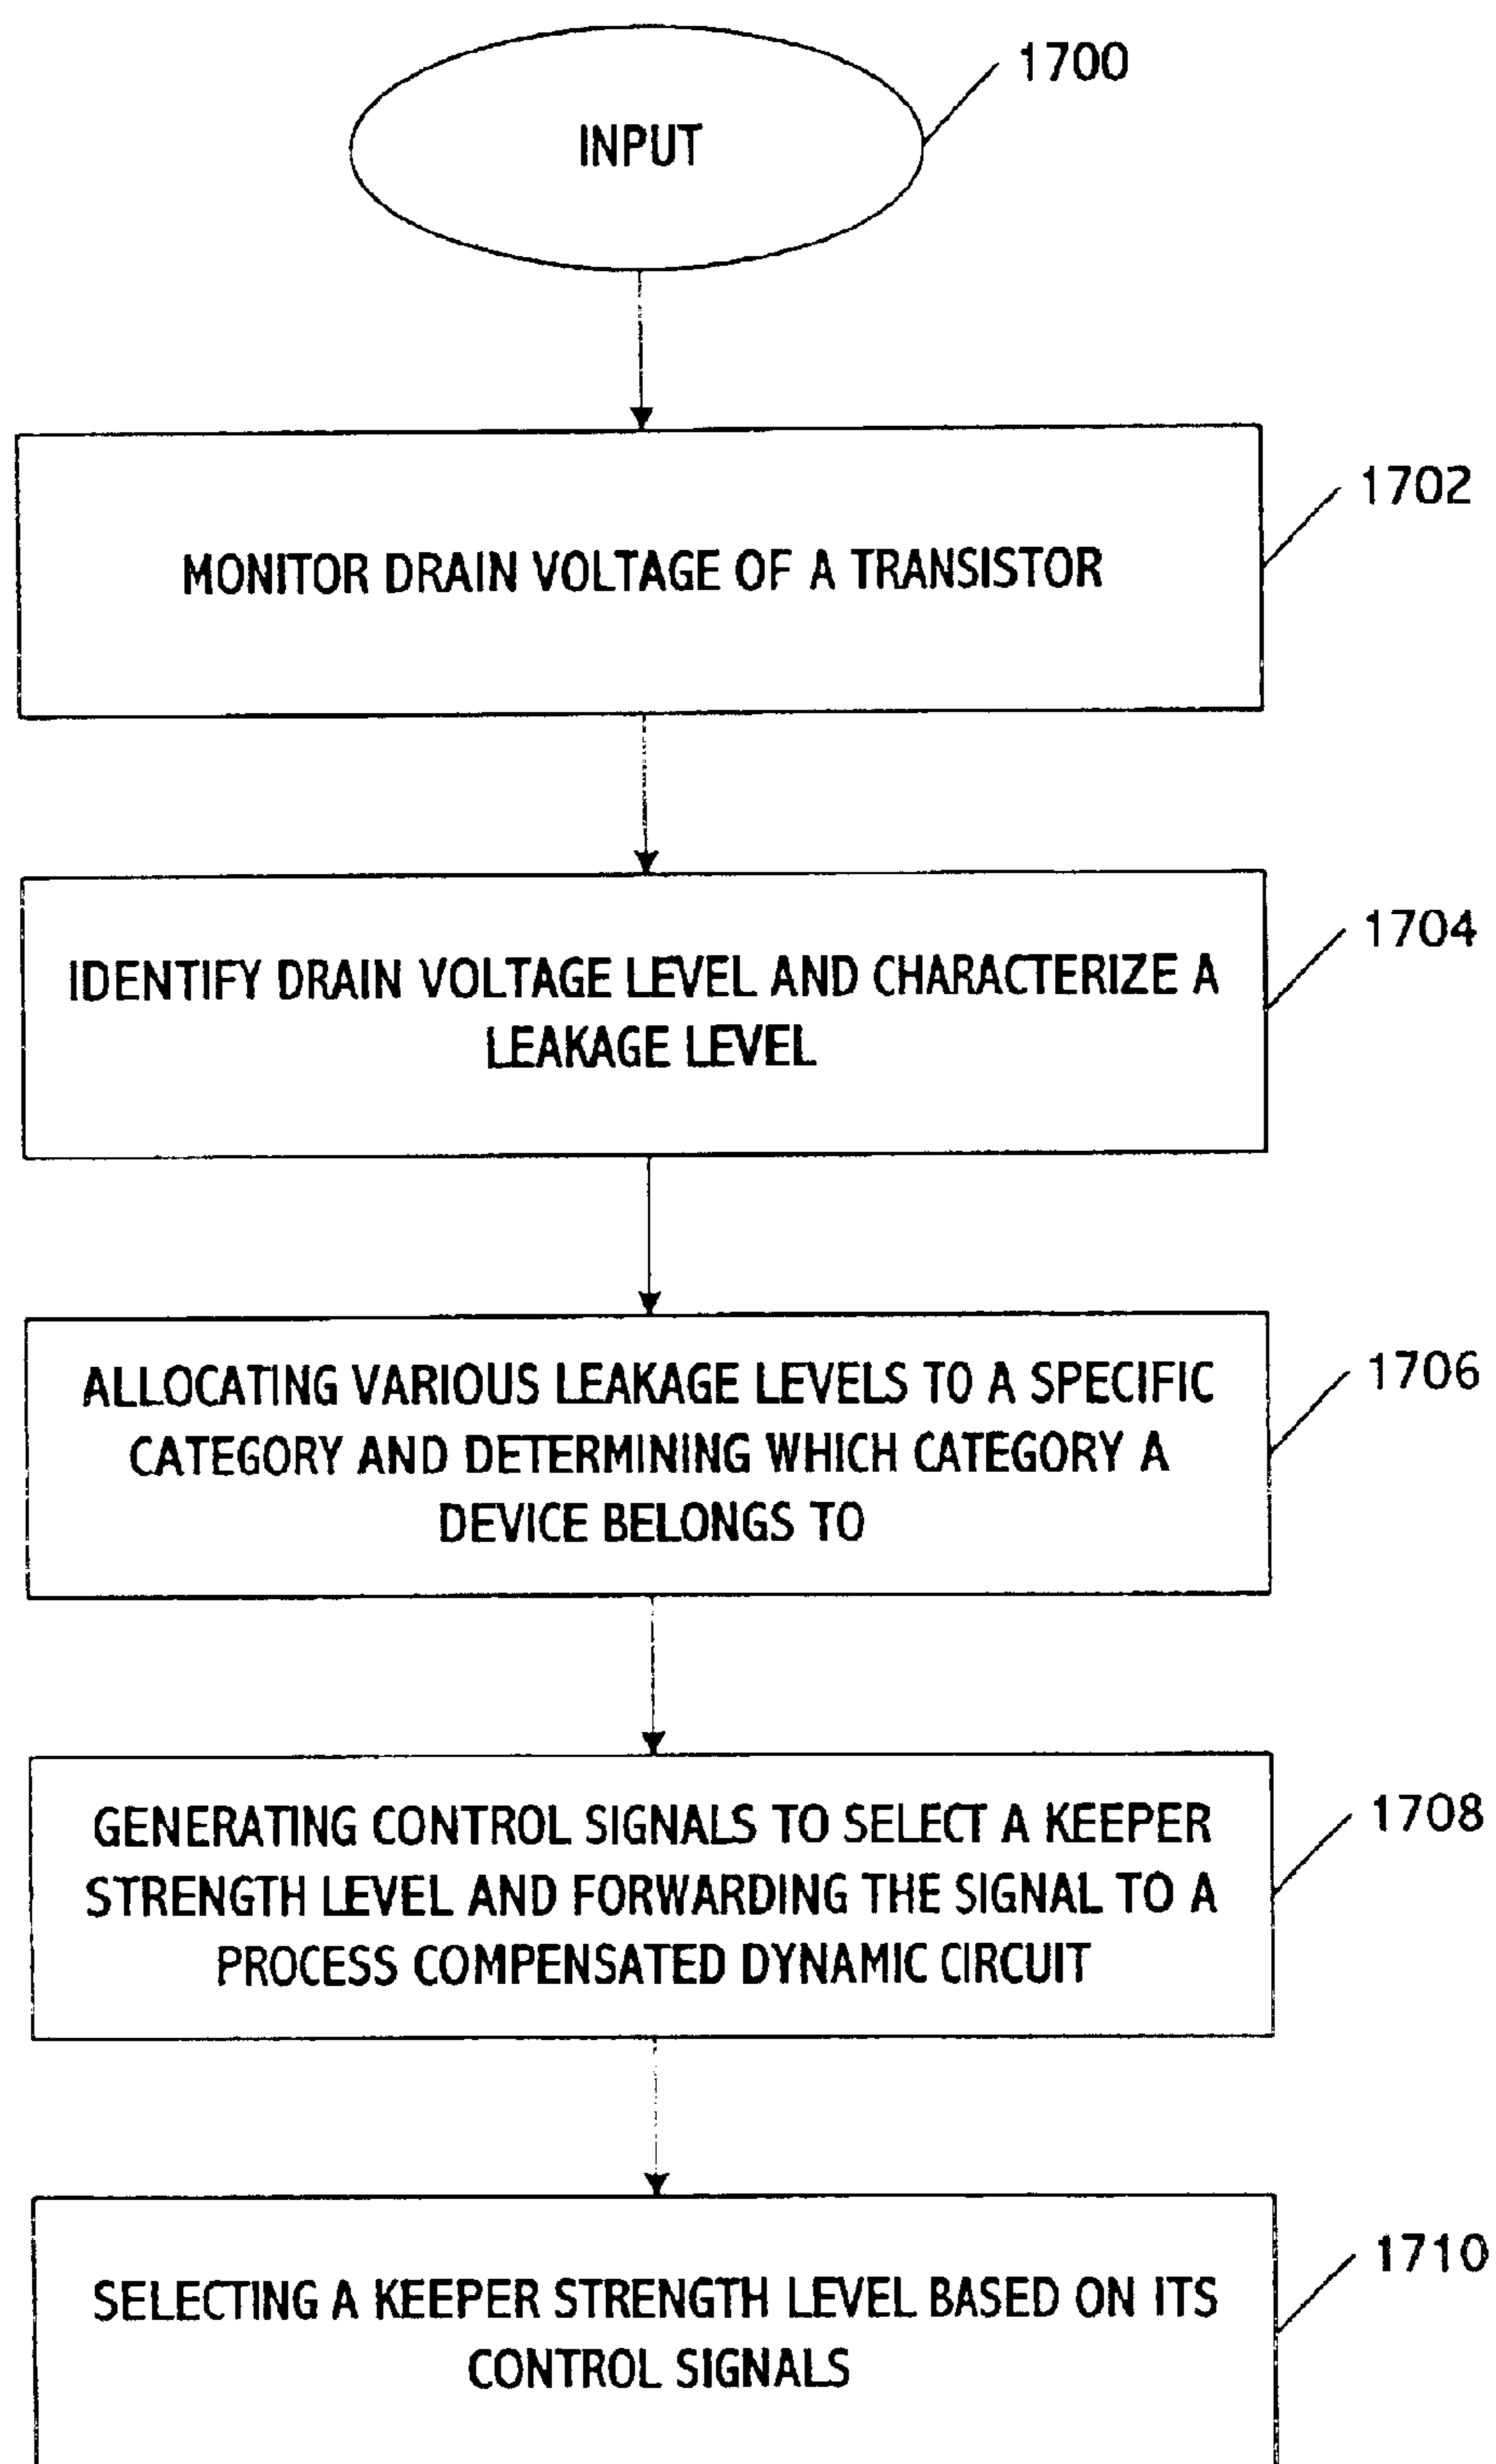 INPUT
1700
MONITOR DRAIN VOLTAGE OF A TRANSISTOR
1702
IDENTIFY DRAIN VOLTAGE LEVEL AND CHARACTERIZE A
LEAKAGE LEVEL
1704
ALLOCATING VARIOUS LEAKAGE LEVELS TO A SPECIFIC
CATEGORY AND DETERMINING WHICH CATEGORY A
DEVICE BELONGS TO
1706
GENERATING CONTROL SIGNALS TO SELECT A KEEPER
STRENGTH LEVEL AND FORWARDING THE SIGNAL TO A
PROCESS COMPENSATED DYNAMIC CIRCUIT
1708
SELECTING A KEEPER STRENGTH LEVEL BASED ON ITS
CONTROL SIGNALS
1710